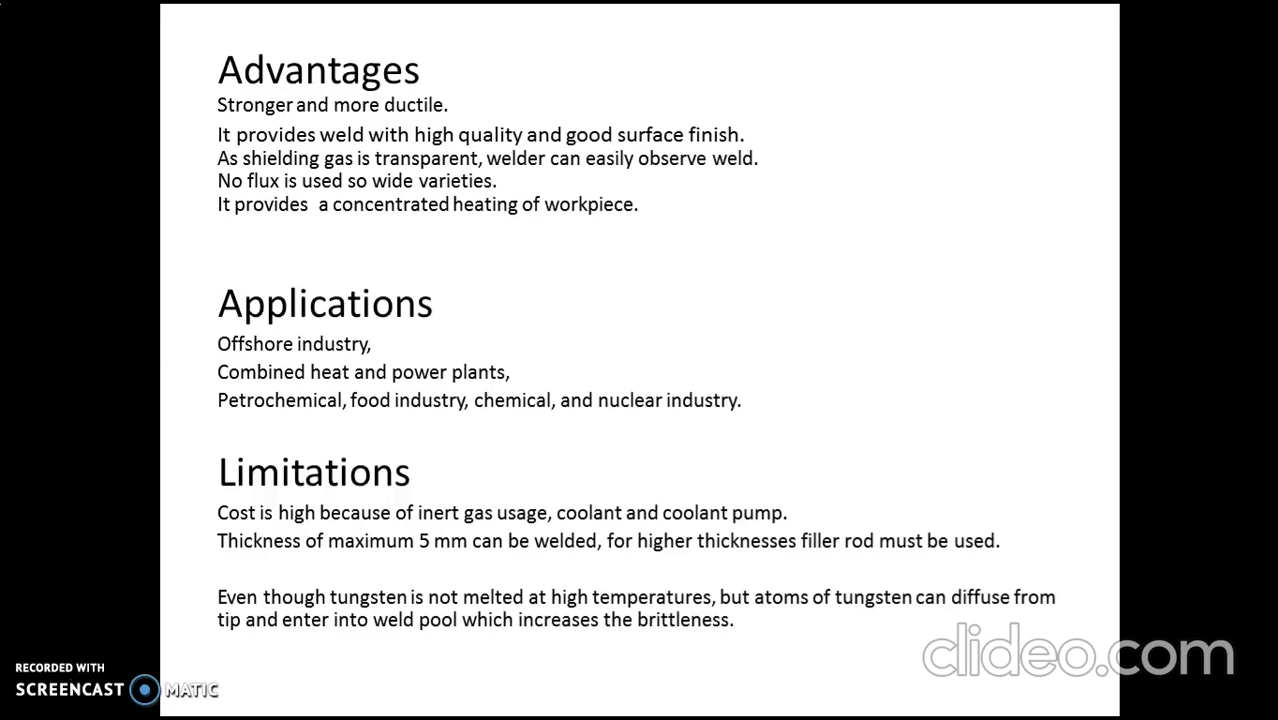 Advantages
Stronger and more ductile.
It provides weld with high quality and good surface finish.
As shielding gas is transparent, welder can easily observe weld.
No flux is used so wide varieties.
It provides  a concentrated heating of workpiece.
Applications
Offshore industry,
Combined heat and power plants,
Petrochemical, food industry, chemical, and nuclear industry.
Limitations
Cost is high because of inert gas usage, coolant and coolant pump.
Thickness of maximum 5 mm can be welded, for higher thicknesses filler rod must be used.
Even though tungsten is not melted at high temperatures, but atoms of tungsten can diffuse from
tip and enter into weld pool which increases the brittleness.
clideo.com
RECORDED WITH
SCREENCAST MATIC